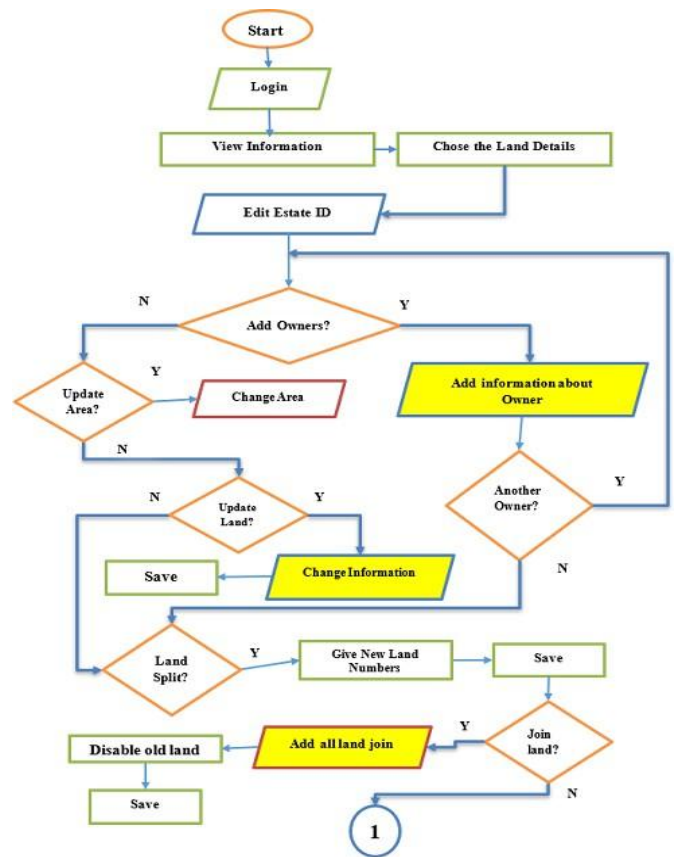 Start
Login
View Information
Chose the Land Details
Edit Estate ID
N
Y
Add Owners?
Update
Area?
Y
Change Area
Add information about
Owner
N
N
Update
Land?
Y
Another
Owner?
Y
Save
Change Information
N
Land
Split?
Y
Give New Land
Numbers
Save
Disable old land
Add all land join
Y
Join
land?
Save
N
1